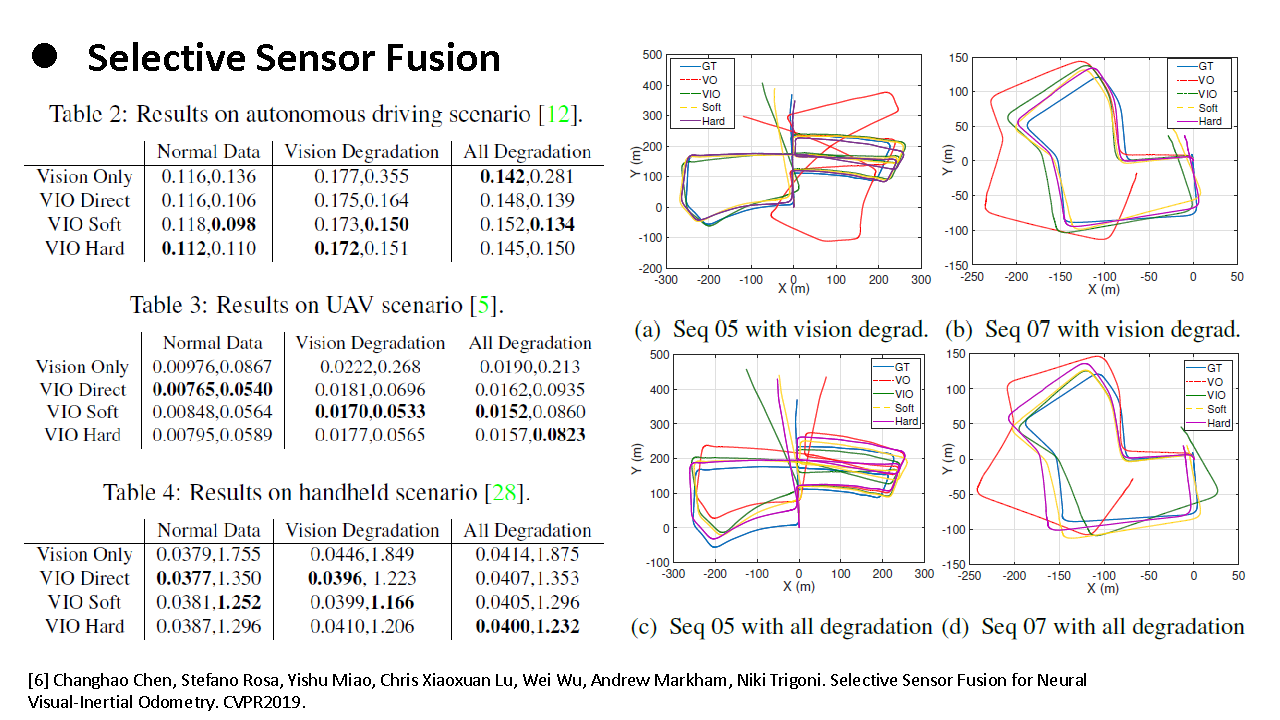 ● Selective Sensor Fusion
Table 2: Results on autonomous driving scenario [12].
Normal Data Vision Degradation All Degradation
Vision Only 0.116,0.136 0.177,0.355 0.142,0.281
VIO Direct 0.116,0.106 0.175,0.164 0.148,0.139
VIO Soft 0.118,0.098 0.173,0.150 0.152,0.134
VIO Hard 0.112,0.110 0.172,0.151 0.145,0.150
Table 3: Results on UAV scenario [5].
Normal Data Vision Degradation All Degradation
Vision Only 0.00976,0.0867 0.0222,0.268 0.0190,0.213
VIO Direct 0.00765,0.0540 0.0181,0.0696 0.0162,0.0935
VIO Soft 0.00848,0.0564 0.0170,0.0533 0.0152,0.0860
VIO Hard 0.00795,0.0589 0.0177,0.0565 0.0157,0.0823
Table 4: Results on handheld scenario [28].
Normal Data Vision Degradation All Degradation
Vision Only 0.0379,1.755 0.0446,1.849 0.0414,1.875
VIO Direct 0.0377,1.350 0.0396, 1.223 0.0407,1.353
VIO Soft 0.0381,1.252 0.0399,1.166 0.0405,1.296
VIO Hard 0.0387,1.296 0.0410,1.206 0.0400,1.232
500
400
300
200
100
0
-100
-200
Y (m)
GT
VO
VIO
Soft
Hard
-300 -200 -100 0 100 200 300
X (m)
(a) Seq 05 with vision degrad.
150
100
50
0
-50
-100
-150
Y (m)
GT
VO
VIO
Soft
Hard
-250 -200 -150 -100 -50 0 50
X (m)
(b) Seq 07 with vision degrad.
500
400
300
200
100
0
-100
Y (m)
GT
VO
VIO
Soft
Hard
-300 -200 -100 0 100 200 300
X (m)
(c) Seq 05 with all degradation
150
100
50
0
-50
-100
-150
Y (m)
GT
VO
VIO
Soft
Hard
-250 -200 -150 -100 -50 0 50
X (m)
(d) Seq 07 with all degradation
[6] Changhao Chen, Stefano Rosa, Yishu Miao, Chris Xiaoxuan Lu, Wei Wu, Andrew Markham, Niki Trigoni. Selective Sensor Fusion for Neural
Visual-Inertial Odometry. CVPR2019.